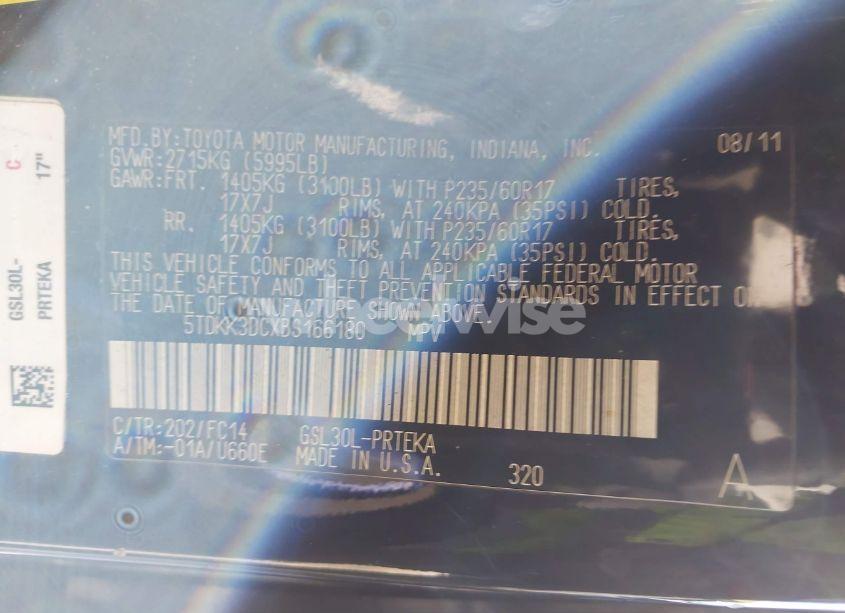 MFD.BY:TOYOTA MOTOR MANUFACTURING, INDIANA, INC. 08/11
GVWR:2715KG (5995LB)
GAWR:FRT. 1405KG (3100LB) WITH P235/60R17 TIRES,
17X7J RIMS, AT 240KPA (35PSI) COLD.
RR. 1405KG (3100LB) WITH P235/60R17 TIRES,
17X7J RIMS, AT 240KPA (35PSI) COLD.
THIS VEHICLE CONFORMS TO ALL APPLICABLE FEDERAL MOTOR
VEHICLE SAFETY AND THEFT PREVENTION STANDARDS IN EFFECT ON
THE DATE OF MANUFACTURE SHOWN ABOVE.
5TDKK3DCXBS166180 MPV
C/TR:202/FC14 GSL30L-PRTEKA
A/TM:-01A/U660E MADE IN U.S.A. 320 A
GSL30L- C
PRTEKA 17"